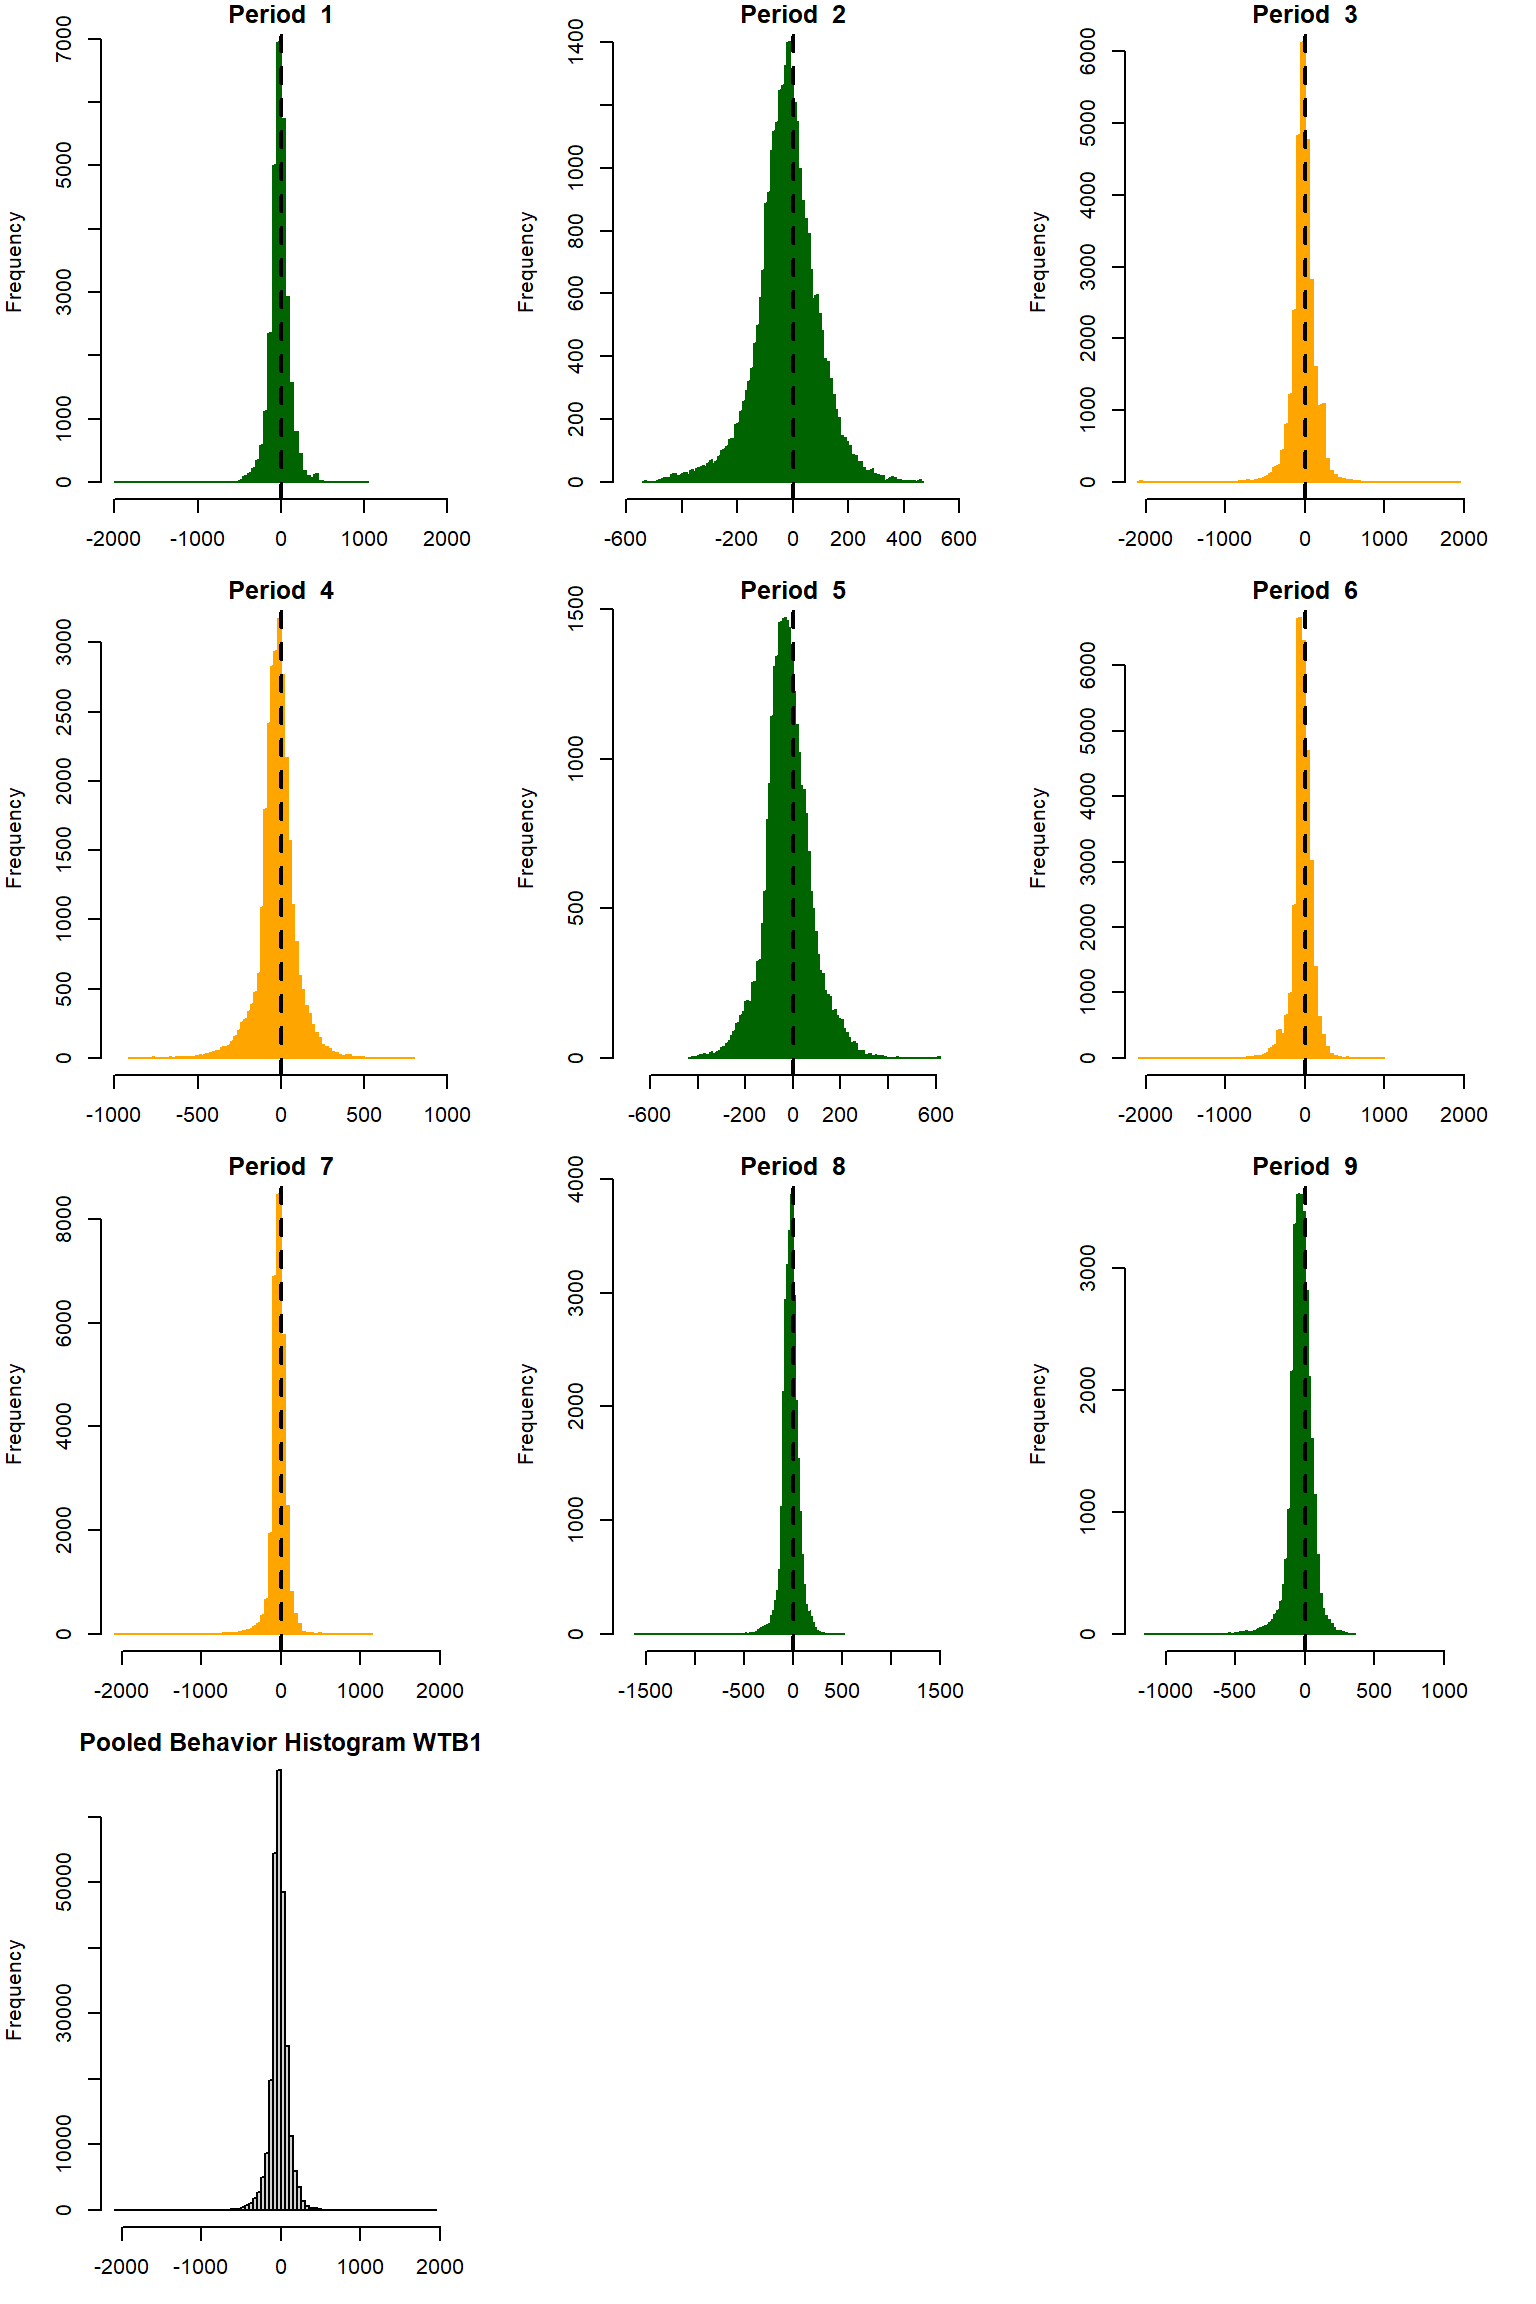 Period 1
Frequency
7000
5000
3000
1000
0
-2000 -1000 0 1000 2000
Period 2
Frequency
1400
1000
800
600
400
200
0
-600 -200 0 200 400 600
Period 3
Frequency
6000
5000
4000
3000
2000
1000
0
-2000 -1000 0 1000 2000
Period 4
Frequency
3000
2500
2000
1500
1000
500
0
-1000 -500 0 500 1000
Period 5
Frequency
1500
1000
500
0
-600 -200 0 200 600
Period 6
Frequency
6000
5000
4000
3000
2000
1000
0
-2000 -1000 0 1000 2000
Period 7
Frequency
8000
6000
4000
2000
0
-2000 -1000 0 1000 2000
Period 8
Frequency
4000
3000
2000
1000
0
-1500 -500 0 500 1500
Period 9
Frequency
3000
2000
1000
0
-1000 -500 0 500 1000
Pooled Behavior Histogram WTB1
Frequency
50000
30000
10000
0
-2000 -1000 0 1000 2000